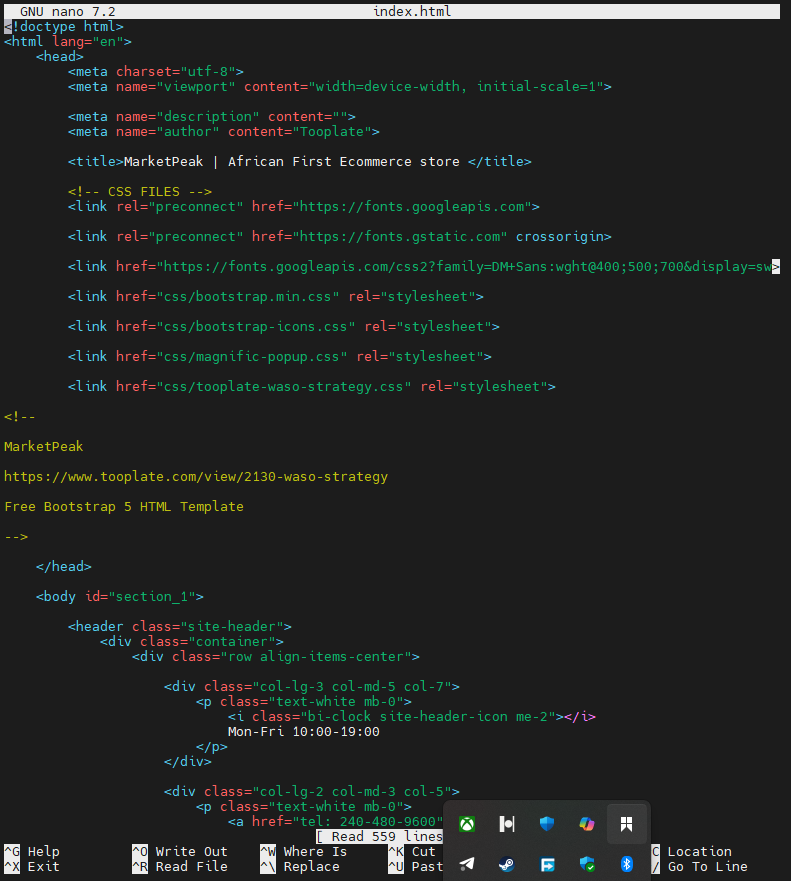 GNU nano 7.2 index.html
<!doctype html>
<html lang="en">
<head>
<meta charset="utf-8">
<meta name="viewport" content="width=device-width, initial-scale=1">
<meta name="description" content="">
<meta name="author" content="Tooplate">
<title>MarketPeak | African First Ecommerce store </title>
<!-- CSS FILES -->
<link rel="preconnect" href="https://fonts.googleapis.com">
<link rel="preconnect" href="https://fonts.gstatic.com" crossorigin>
<link href="https://fonts.googleapis.com/css2?family=DM+Sans:wght@400;500;700&display=sw>
<link href="css/bootstrap.min.css" rel="stylesheet">
<link href="css/bootstrap-icons.css" rel="stylesheet">
<link href="css/magnific-popup.css" rel="stylesheet">
<link href="css/tooplate-waso-strategy.css" rel="stylesheet">
<!--
MarketPeak
https://www.tooplate.com/view/2130-waso-strategy
Free Bootstrap 5 HTML Template
-->
</head>
<body id="section_1">
<header class="site-header">
<div class="container">
<div class="row align-items-center">
<div class="col-lg-3 col-md-5 col-7">
<p class="text-white mb-0">
<i class="bi-clock site-header-icon me-2"></i>
Mon-Fri 10:00-19:00
</p>
</div>
<div class="col-lg-2 col-md-3 col-5">
<p class="text-white mb-0">
<a href="tel: 240-480-9600"
[ Read 559 lines
^G Help ^O Write Out ^W Where Is ^K Cut C Location
^X Exit ^R Read File ^\ Replace ^U Past / Go To Line